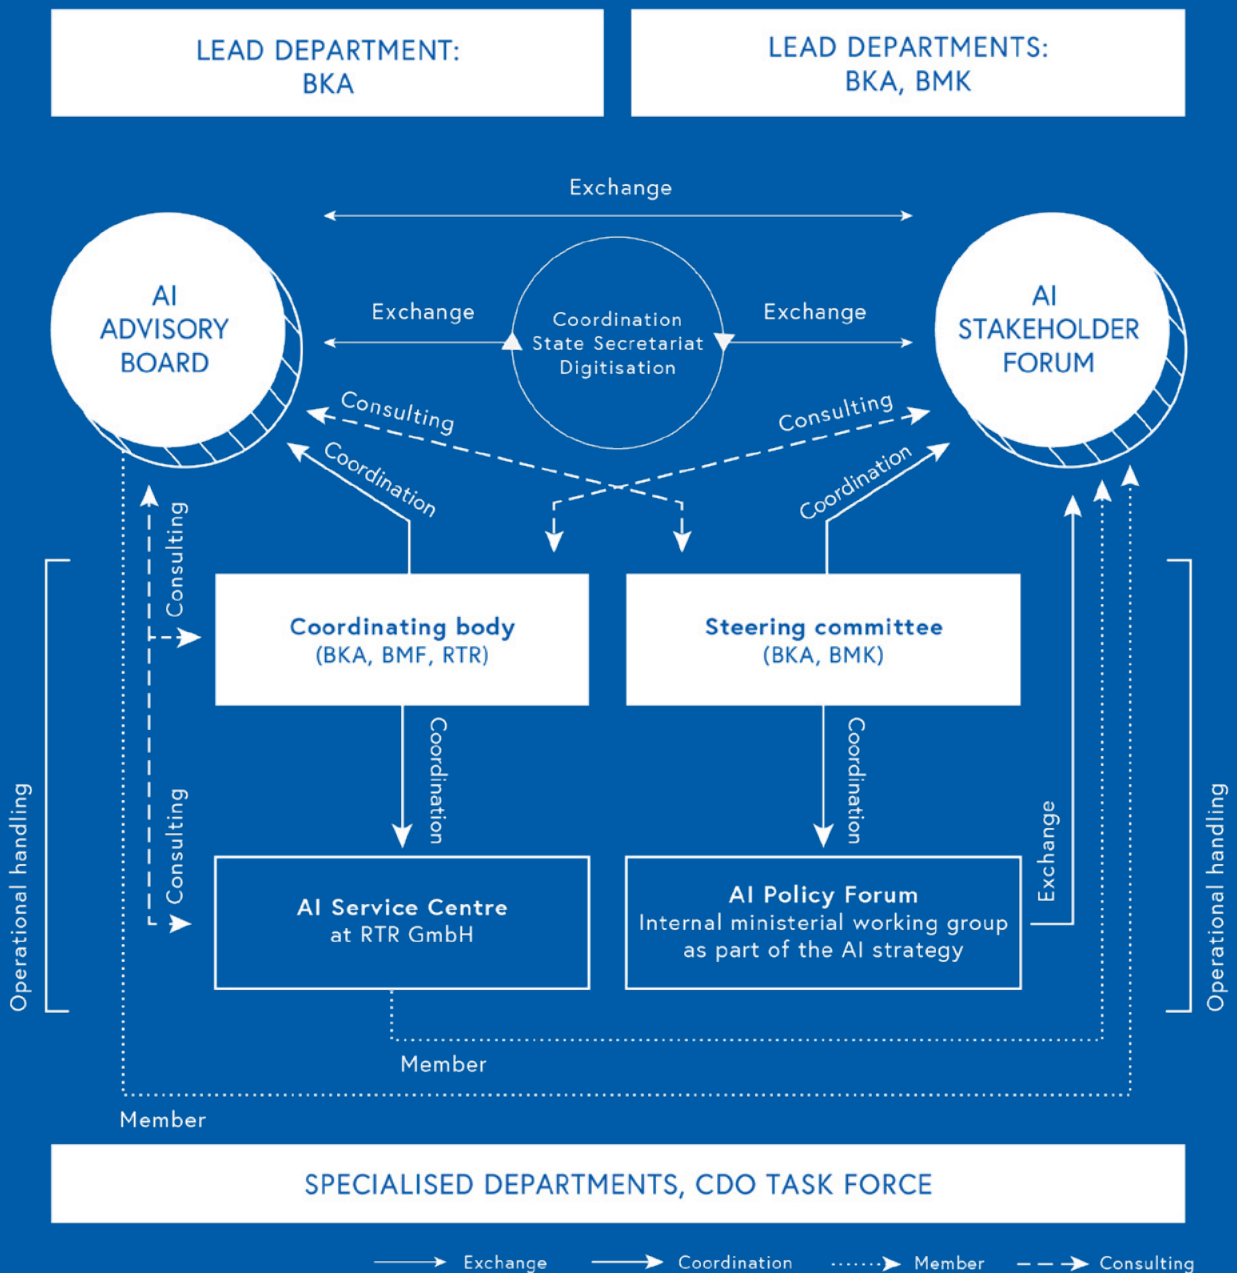 LEAD DEPARTMENT:
BKA
LEAD DEPARTMENTS:
BKA, BMK
Exchange
AI
ADVISORY
BOARD
Exchange
Coordination
State Secretariat
Digitisation
Exchange
AI
STAKEHOLDER
FORUM
Consulting
Consulting
Coordination
Coordination
Consulting
Coordinating body
(BKA, BMF, RTR)
Steering committee
(BKA, BMK)
Coordination
Coordination
Operational handling
Consulting
AI Service Centre
at RTR GmbH
AI Policy Forum
Internal ministerial working group
as part of the AI strategy
Exchange
Operational handling
Member
Member
SPECIALISED DEPARTMENTS, CDO TASK FORCE
Exchange
Coordination
Member
Consulting